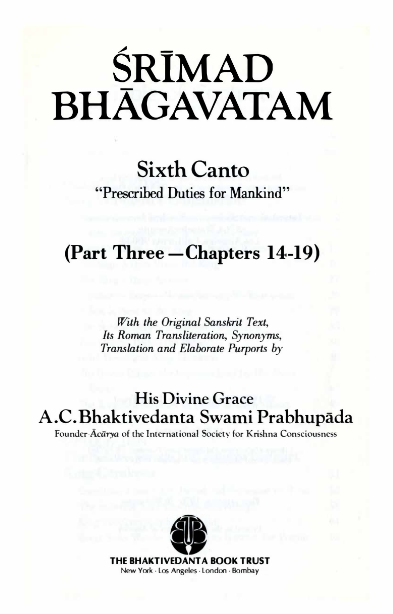 ŚRĪMAD
BHĀGAVATAM
Sixth Canto
“Prescribed Duties for Mankind”
(Part Three—Chapters 14-19)
With the Original Sanskrit Text,
Its Roman Transliteration, Synonyms,
Translation and Elaborate Purports by
His Divine Grace
A.C.Bhaktivedanta Swami Prabhupāda
Founder-Ācārya of the International Society for Krishna Consciousness
THE BHAKTIVEDANTA BOOK TRUST
New York · Los Angeles · London · Bombay